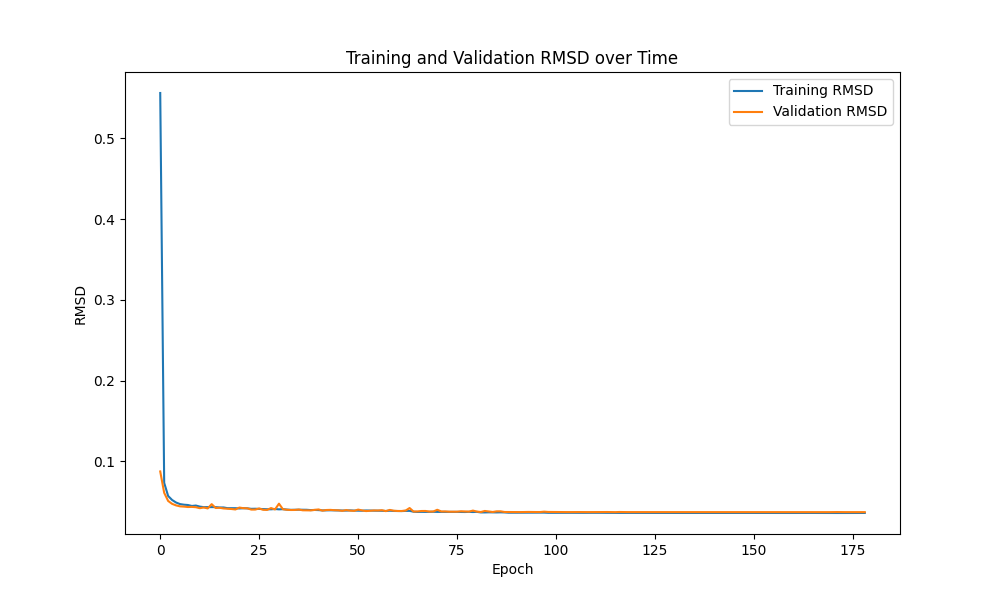 Training and Validation RMSD over Time
Training RMSD
Validation RMSD
0.5
0.4
0.3
0.2
0.1
RMSD
0 25 50 75 100 125 150 175
Epoch